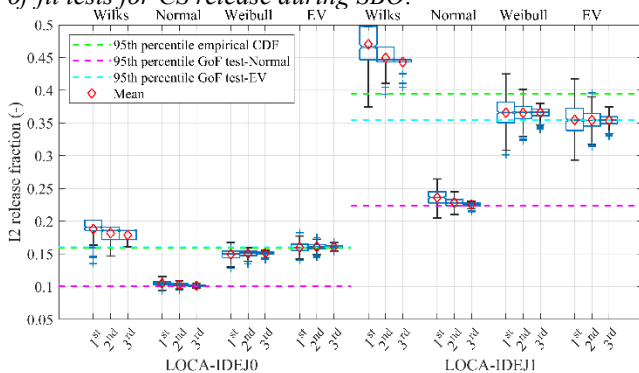 of fit tests for CS release during SBO.
Wilks Normal Weibull EV Wilks Normal Weibull EV
0.5
95th percentile empirical CDF
95th percentile GoF test-Normal
95th percentile GoF test-EV
Mean
0.45
0.4
0.35
0.3
0.25
0.2
0.15
0.1
0.05
I2 release fraction (-)
1st 2nd 3rd 1st 2nd 3rd 1st 2nd 3rd 1st 2nd 3rd 1st 2nd 3rd 1st 2nd 3rd 1st 2nd 3rd 1st 2nd 3rd
LOCA-IDEJ0 LOCA-IDEJ1